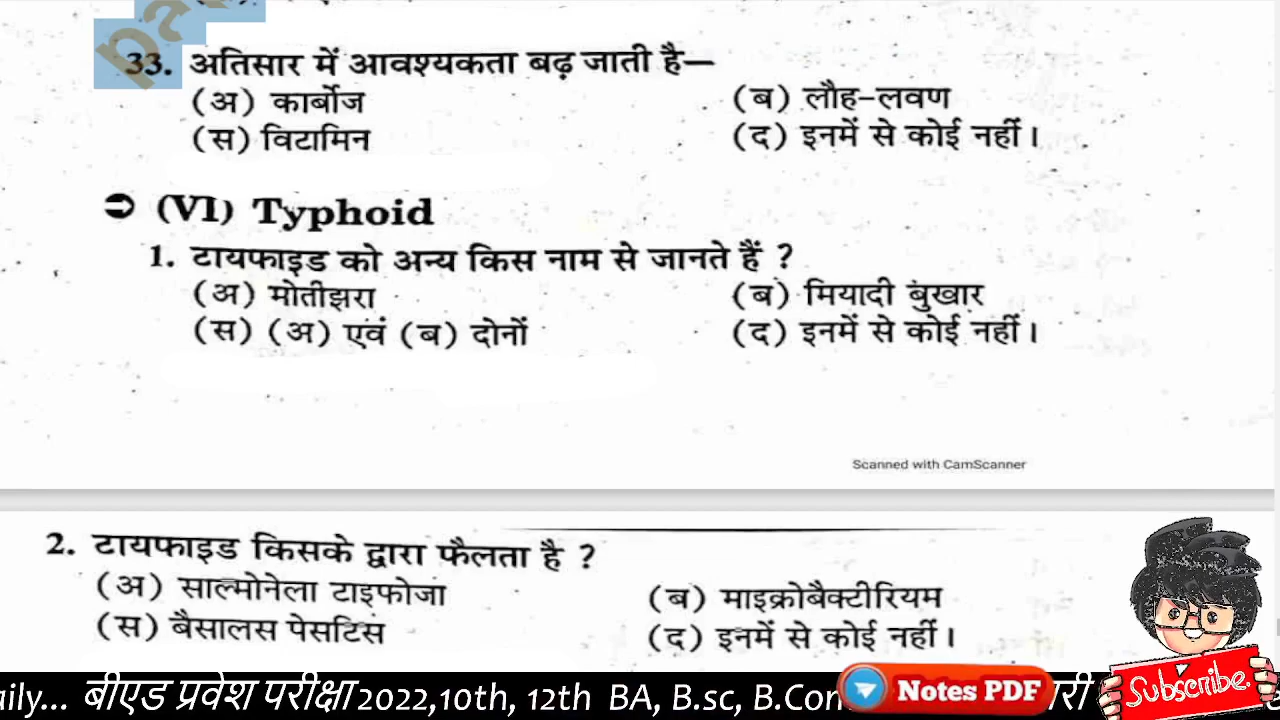 33. अतिसार में आवश्यकता बढ़ जाती है—
(अ) कार्बोज (ब) लौह-लवण
(स) विटामिन (द) इनमें से कोई नहीं।
➲ (VI) Typhoid
1. टायफाइड को अन्य किस नाम से जानते हैं ?
(अ) मोतीझरा (ब) मियादी बुखार
(स) (अ) एवं (ब) दोनों (द) इनमें से कोई नहीं।
Scanned with CamScanner
2. टायफाइड किसके द्वारा फैलता है ?
(अ) साल्मोनेला टाइफोजा (ब) माइक्रोबैक्टीरियम
(स) बैसालस पेसटिस (द) इनमें से कोई नहीं।
बीएड प्रवेश परीक्षा 2022,10th, 12th BA, B.sc, B.Com
Notes PDF
Subscribe